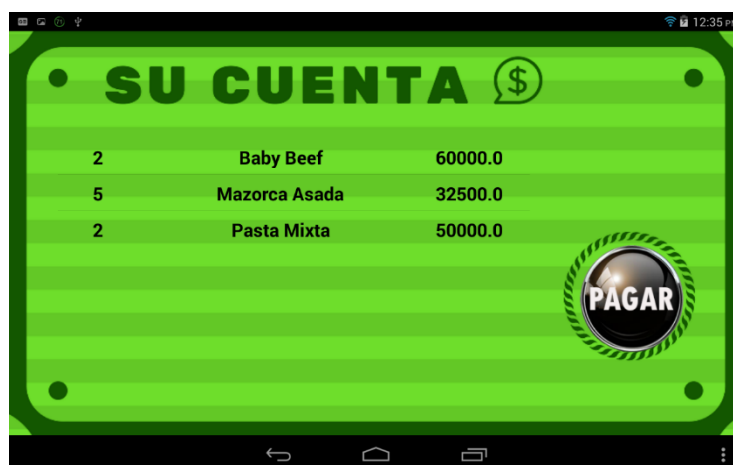 12:35 PM
SU CUENTA $
2 Baby Beef 60000.0
5 Mazorca Asada 32500.0
2 Pasta Mixta 50000.0
PAGAR